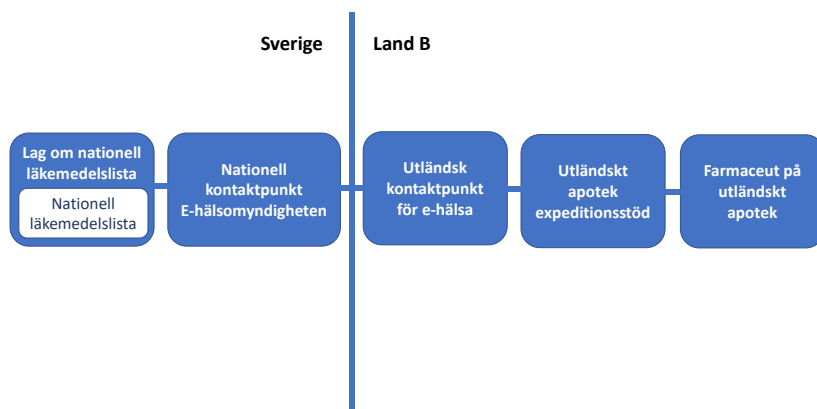 Sverige
Land B
Lag om nationell
läkemedelslista
Nationell
läkemedelslista
Nationell
kontaktpunkt
E-hälsomyndigheten
Utländsk
kontaktpunkt
för e-hälsa
Utländskt
apotek
expeditionsstöd
Farmaceut på
utländskt
apotek